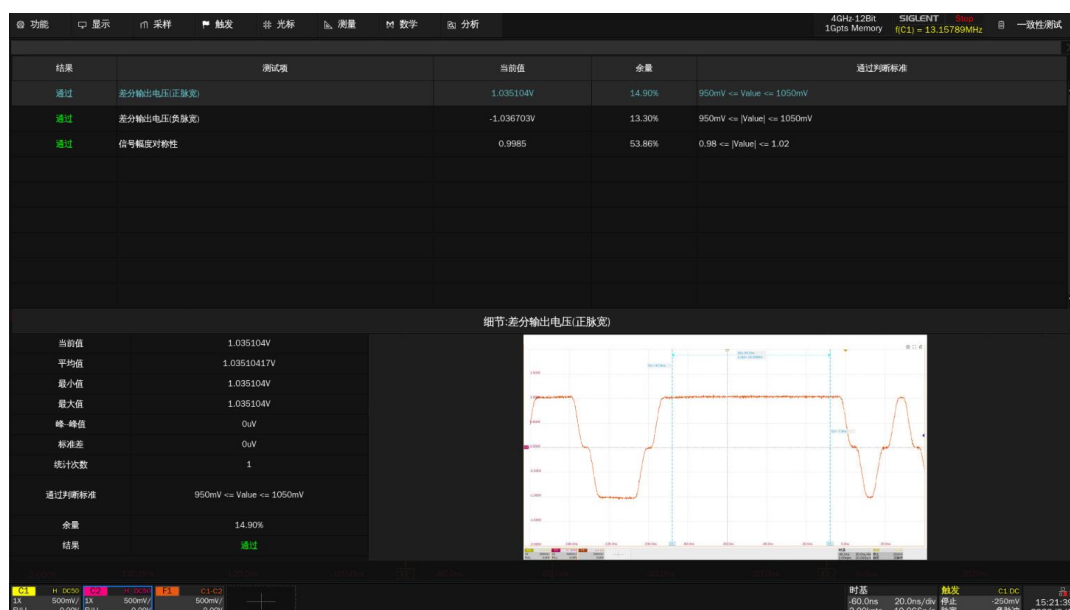 功能 显示 采样 触发 光标 测量 数学 分析
4GHz-12Bit
1Gpts Memory
SIGLENT Stop
f(C1) = 13.15789MHz
一致性测试
结果 测试项 当前值 余量 通过判断标准
通过 差分输出电压(正脉宽) 1.035104V 14.90% 950mV <= Value <= 1050mV
通过 差分输出电压(负脉宽) -1.036703V 13.30% 950mV <= |Value| <= 1050mV
通过 信号幅度对称性 0.9985 53.86% 0.98 <= |Value| <= 1.02
细节:差分输出电压(正脉宽)
当前值 1.035104V
平均值 1.03510417V
最小值 1.035104V
最大值 1.035104V
峰-峰值 0uV
标准差 0uV
统计次数 1
通过判断标准 950mV <= Value <= 1050mV
余量 14.90%
结果 通过
C1 H DC50 C2 H DC50 F1 C1-C2
1X 500mV/ 1X 500mV/ 500mV/
时基 触发 C1 DC
-60.0ns 20.0ns/div 停止 -250mV
15:21:39